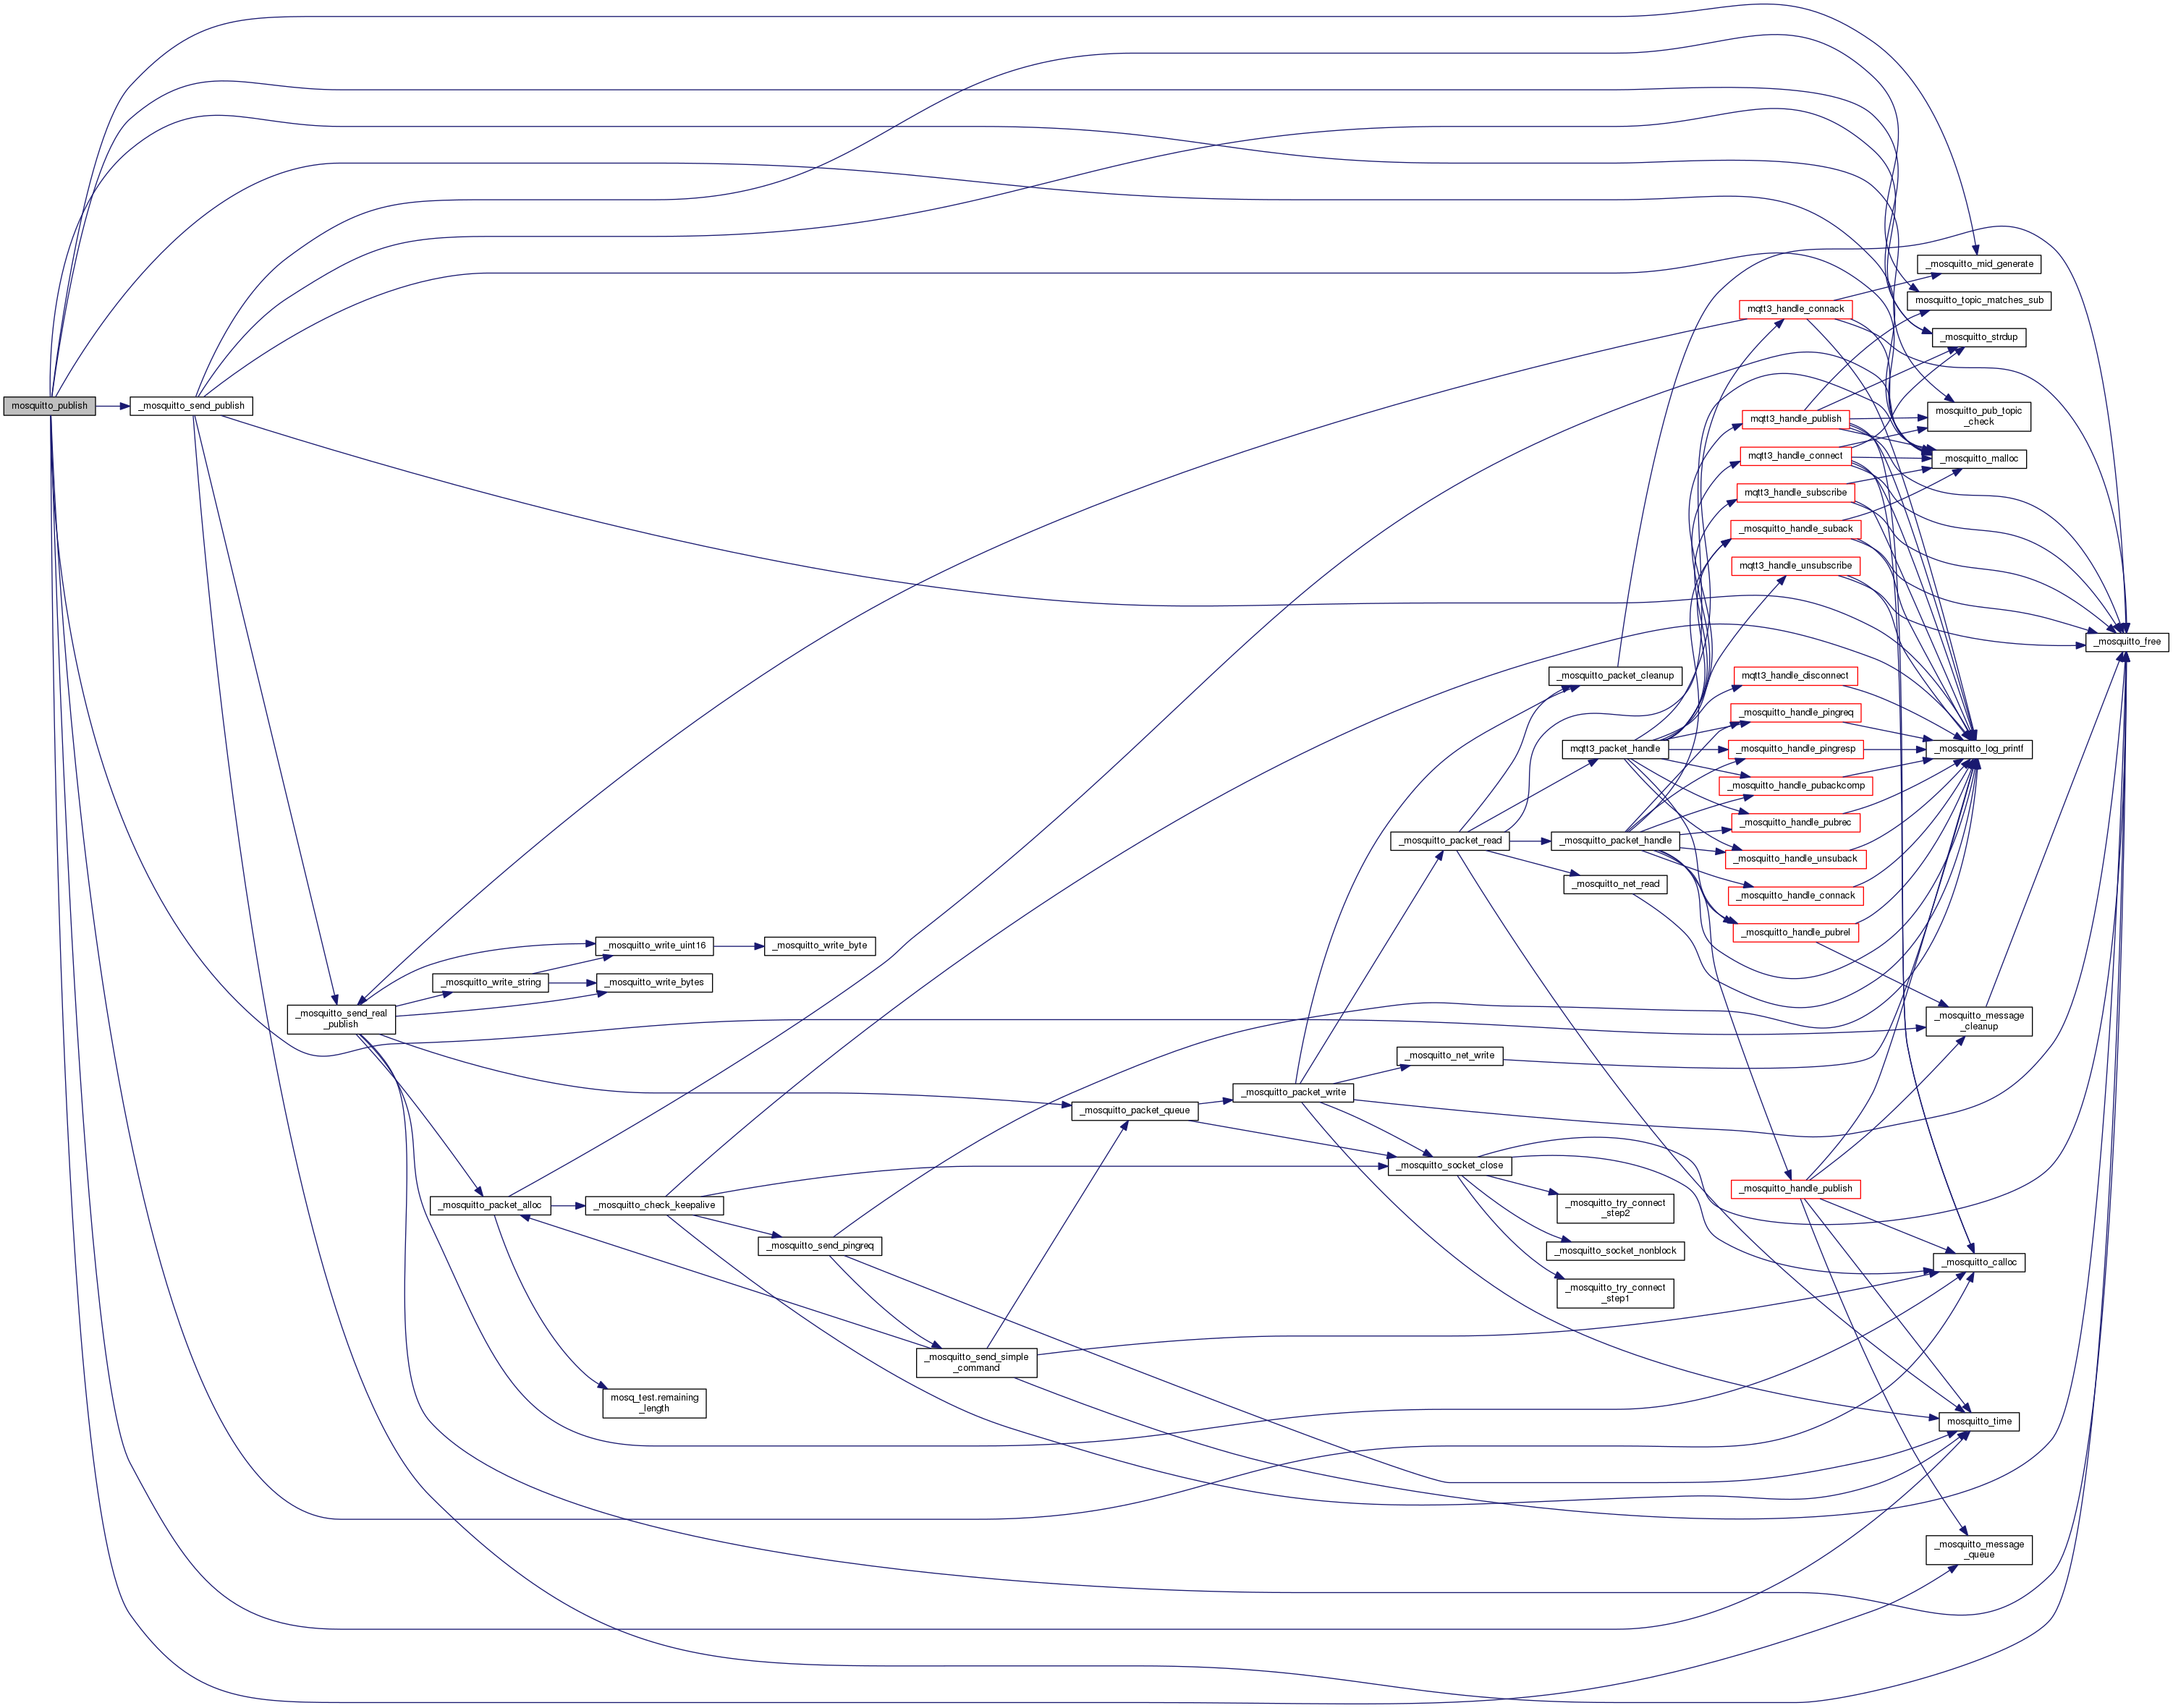 mosquitto_publish
_mosquitto_send_publish
_mosquitto_send_real
_publish
_mosquitto_write_uint16
_mosquitto_write_byte
_mosquitto_write_string
_mosquitto_write_bytes
_mosquitto_packet_alloc
_mosquitto_check_keepalive
_mosquitto_send_pingreq
_mosquitto_send_simple
_command
mosq_test.remaining
_length
_mosquitto_packet_queue
_mosquitto_packet_write
_mosquitto_net_write
_mosquitto_packet_read
_mosquitto_socket_close
_mosquitto_packet_cleanup
mqtt3_packet_handle
_mosquitto_packet_handle
_mosquitto_net_read
_mosquitto_try_connect
_step2
_mosquitto_socket_nonblock
_mosquitto_try_connect
_step1
mqtt3_handle_connack
mqtt3_handle_publish
mqtt3_handle_connect
mqtt3_handle_subscribe
_mosquitto_handle_suback
mqtt3_handle_unsubscribe
mqtt3_handle_disconnect
_mosquitto_handle_pingreq
_mosquitto_handle_pingresp
_mosquitto_handle_pubackcomp
_mosquitto_handle_pubrec
_mosquitto_handle_unsuback
_mosquitto_handle_connack
_mosquitto_handle_pubrel
_mosquitto_handle_publish
_mosquitto_mid_generate
mosquitto_topic_matches_sub
_mosquitto_strdup
mosquitto_pub_topic
_check
_mosquitto_malloc
_mosquitto_free
_mosquitto_log_printf
_mosquitto_message
_cleanup
_mosquitto_calloc
mosquitto_time
_mosquitto_message
_queue